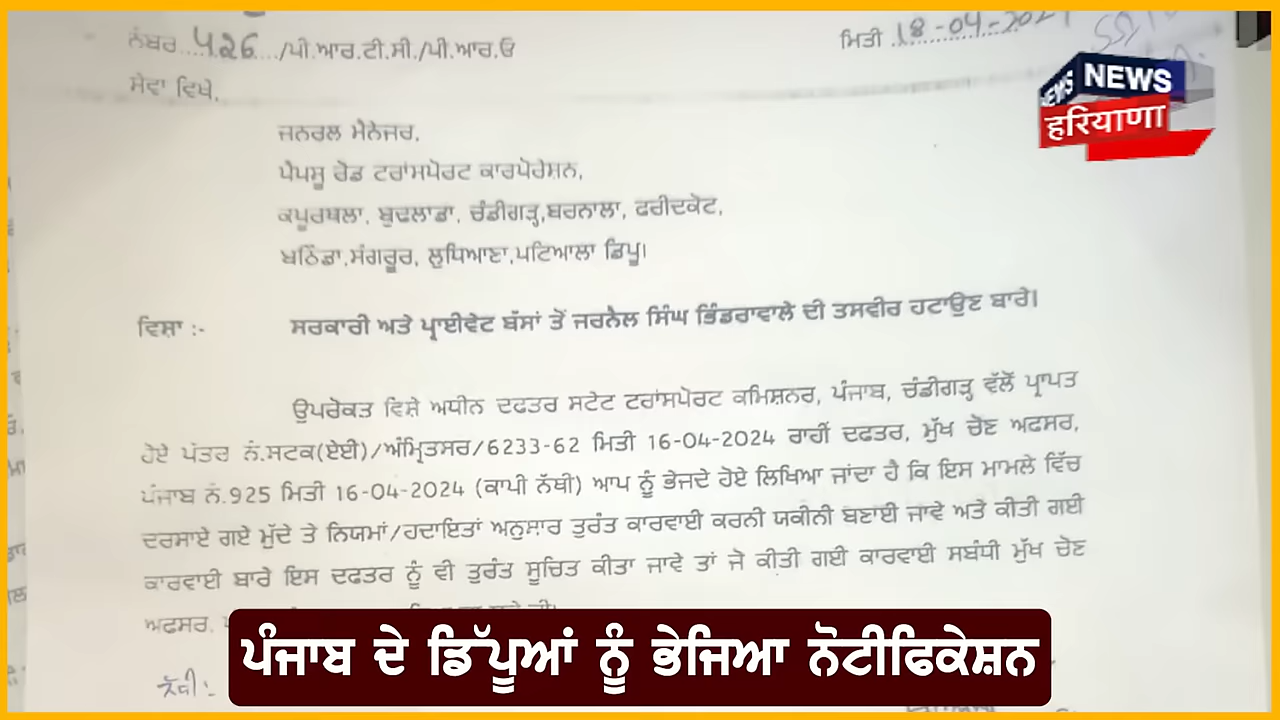 ਨੰਬਰ....426..../ਪੀ.ਆਰ.ਟੀ.ਸੀ./ਪੀ.ਆਰ.ਓ
ਮਿਤੀ .18-04-202
ਸੇਵਾ ਵਿਖੇ,
NEWS
NEWS
हरियाणा
ਜਨਰਲ ਮੈਨੇਜਰ,
ਪੈਪਸੂ ਰੋਡ ਟਰਾਂਸਪੋਰਟ ਕਾਰਪੋਰੇਸ਼ਨ,
ਕਪੂਰਥਲਾ, ਬੁਢਲਾਡਾ, ਚੰਡੀਗੜ੍ਹ,ਬਰਨਾਲਾ, ਫਰੀਦਕੋਟ,
ਬਠਿੰਡਾ,ਸੰਗਰੂਰ, ਲੁਧਿਆਣਾ,ਪਟਿਆਲਾ ਡਿਪੂ।
ਵਿਸ਼ਾ :- ਸਰਕਾਰੀ ਅਤੇ ਪ੍ਰਾਈਵੇਟ ਬੱਸਾਂ ਤੋਂ ਜਰਨੈਲ ਸਿੰਘ ਭਿੰਡਰਾਵਾਲੇ ਦੀ ਤਸਵੀਰ ਹਟਾਉਣ ਬਾਰੇ।
ਉਪਰੋਕਤ ਵਿਸ਼ੇ ਅਧੀਨ ਦਫਤਰ ਸਟੇਟ ਟਰਾਂਸਪੋਰਟ ਕਮਿਸ਼ਨਰ, ਪੰਜਾਬ, ਚੰਡੀਗੜ੍ਹ ਵੱਲੋਂ ਪ੍ਰਾਪਤ
ਹੋਏ ਪੱਤਰ ਨੰ.ਸਟਕ(ਏਈ)/ਅੰਮ੍ਰਿਤਸਰ/6233-62 ਮਿਤੀ 16-04-2024 ਰਾਹੀਂ ਦਫਤਰ, ਮੁੱਖ ਚੋਣ ਅਫਸਰ,
ਪੰਜਾਬ ਨੰ.925 ਮਿਤੀ 16-04-2024 (ਕਾਪੀ ਨੱਥੀ) ਆਪ ਨੂੰ ਭੇਜਦੇ ਹੋਏ ਲਿਖਿਆ ਜਾਂਦਾ ਹੈ ਕਿ ਇਸ ਮਾਮਲੇ ਵਿੱਚ
ਦਰਸਾਏ ਗਏ ਮੁੱਦੇ ਤੇ ਨਿਯਮਾਂ/ਹਦਾਇਤਾਂ ਅਨੁਸਾਰ ਤੁਰੰਤ ਕਾਰਵਾਈ ਕਰਨੀ ਯਕੀਨੀ ਬਣਾਈ ਜਾਵੇ ਅਤੇ ਕੀਤੀ ਗਈ
ਕਾਰਵਾਈ ਬਾਰੇ ਇਸ ਦਫਤਰ ਨੂੰ ਵੀ ਤੁਰੰਤ ਸੂਚਿਤ ਕੀਤਾ ਜਾਵੇ ਤਾਂ ਜੋ ਕੀਤੀ ਗਈ ਕਾਰਵਾਈ ਸਬੰਧੀ ਮੁੱਖ ਚੋਣ
ਅਫਸਰ,
ਪੰਜਾਬ ਦੇ ਡਿੱਪੂਆਂ ਨੂੰ ਭੇਜਿਆ ਨੋਟੀਫਿਕੇਸ਼ਨ